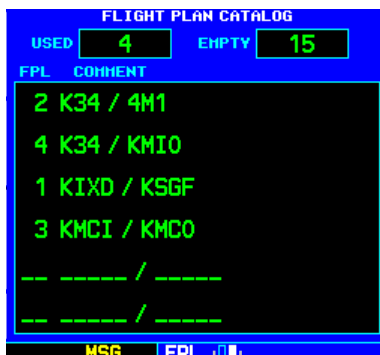 FLIGHT PLAN CATALOG
USED 4 EMPTY 15
FPL COMMENT
2 K34 / 4M1
4 K34 / KMIO
1 KIXD / KSGF
3 KMCI / KMCO
__ _____ / _____
__ _____ / _____
MSG FPL